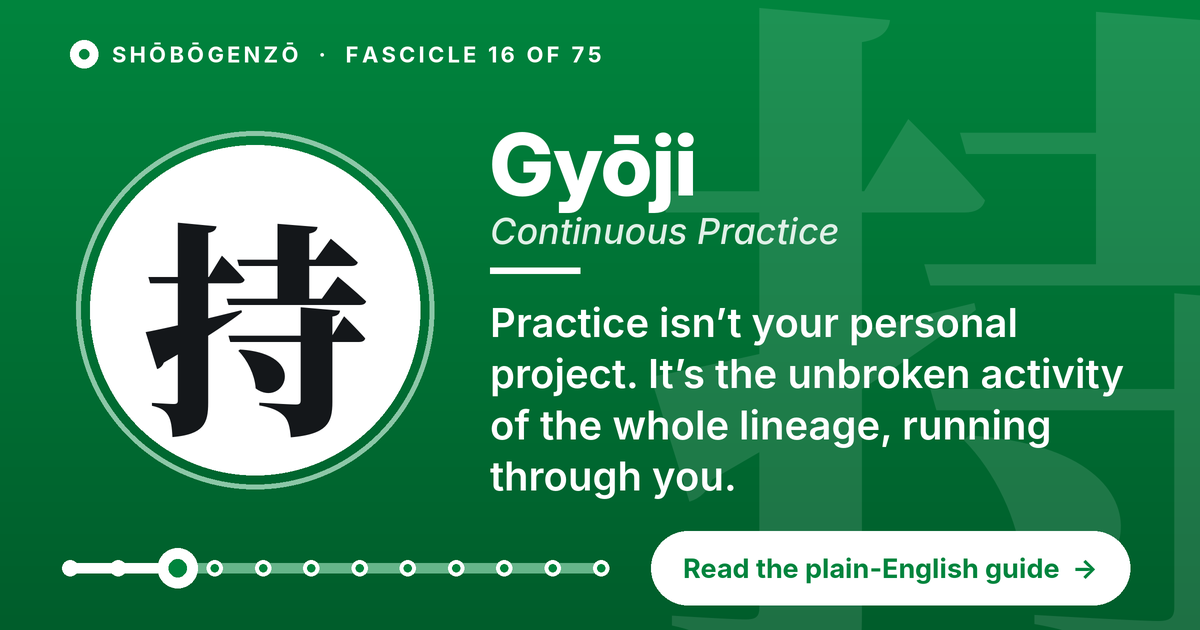 SHŌBŌGENZŌ · FASCICLE 16 OF 75
持
Gyōji
Continuous Practice
Practice isn’t your personal
project. It’s the unbroken activity
of the whole lineage, running
through you.
Read the plain-English guide →